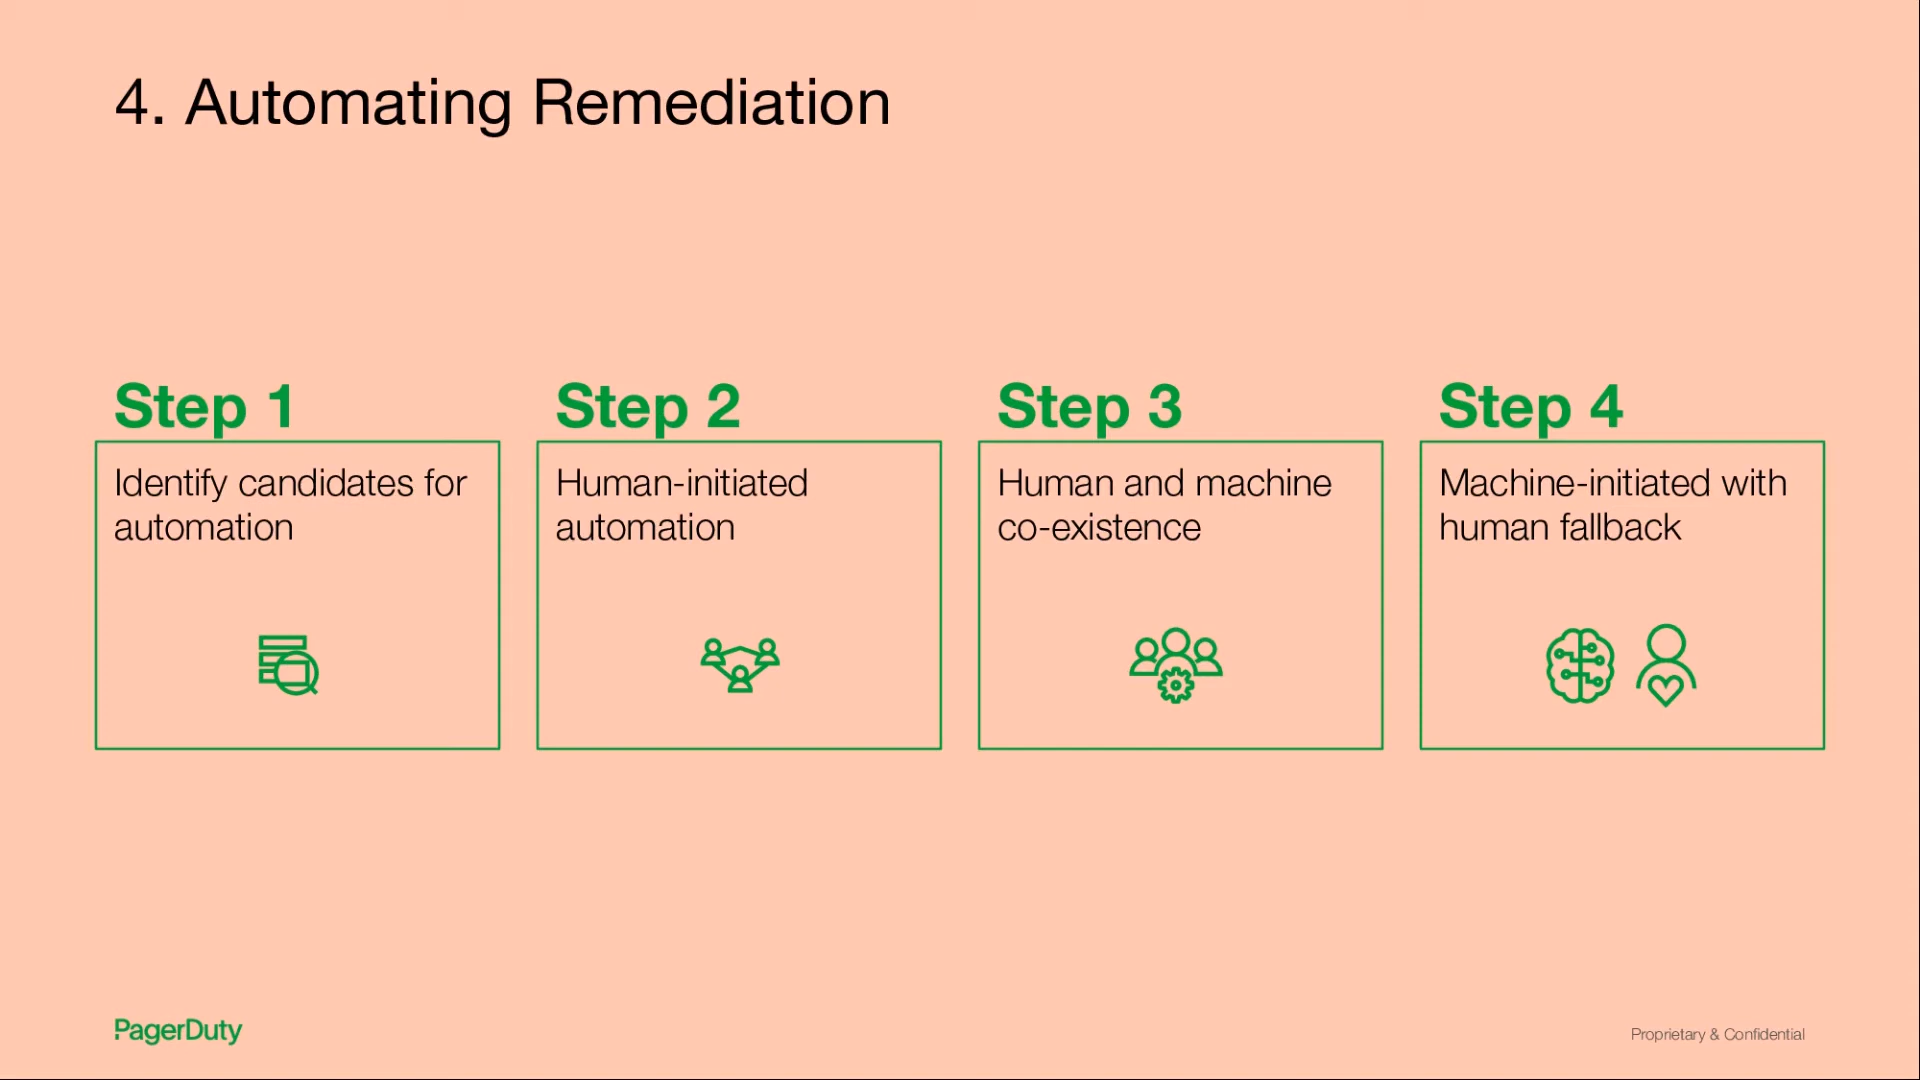 4. Automating Remediation
Step 1
Identify candidates for
automation
Step 2
Human-initiated
automation
Step 3
Human and machine
co-existence
Step 4
Machine-initiated with
human fallback
PagerDuty
Proprietary & Confidential